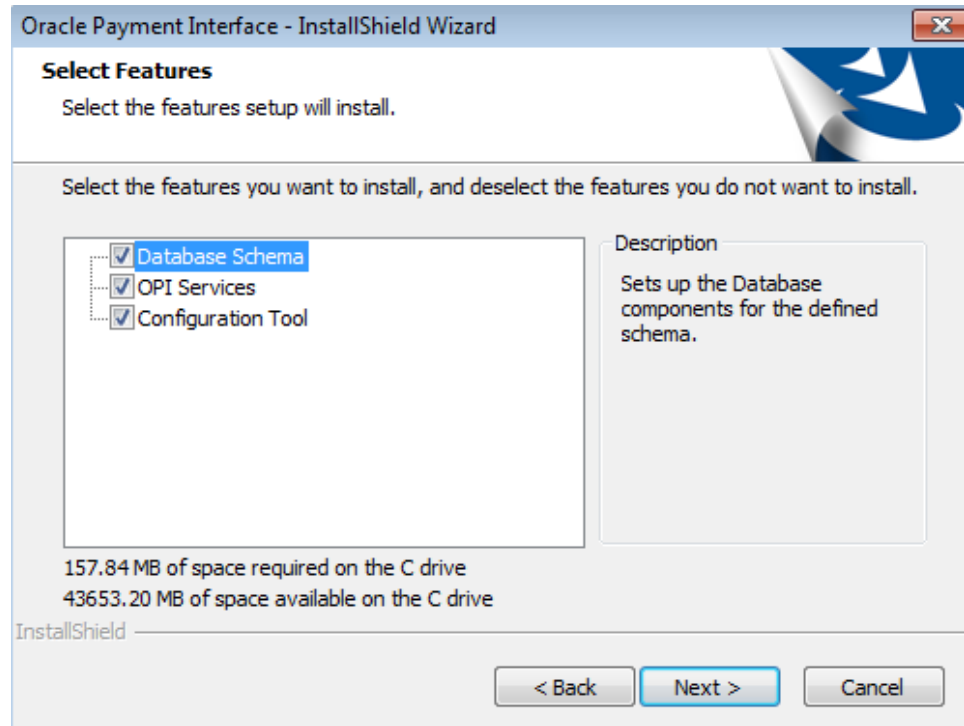 Oracle Payment Interface - InstallShield Wizard
Select Features
Select the features setup will install.
Select the features you want to install, and deselect the features you do not want to install.
Database Schema
OPI Services
Configuration Tool
Description
Sets up the Database
components for the defined
schema.
157.84 MB of space required on the C drive
43653.20 MB of space available on the C drive
InstallShield
< Back
Next >
Cancel